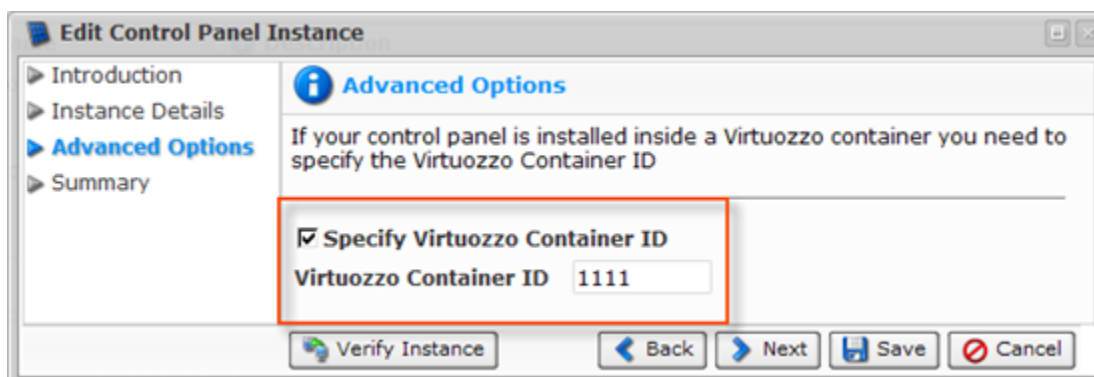 Edit Control Panel Instance
Introduction
Instance Details
Advanced Options
Summary
Advanced Options
If your control panel is installed inside a Virtuozzo container you need to
specify the Virtuozzo Container ID
Specify Virtuozzo Container ID
Virtuozzo Container ID 1111
Verify Instance Back Next Save Cancel